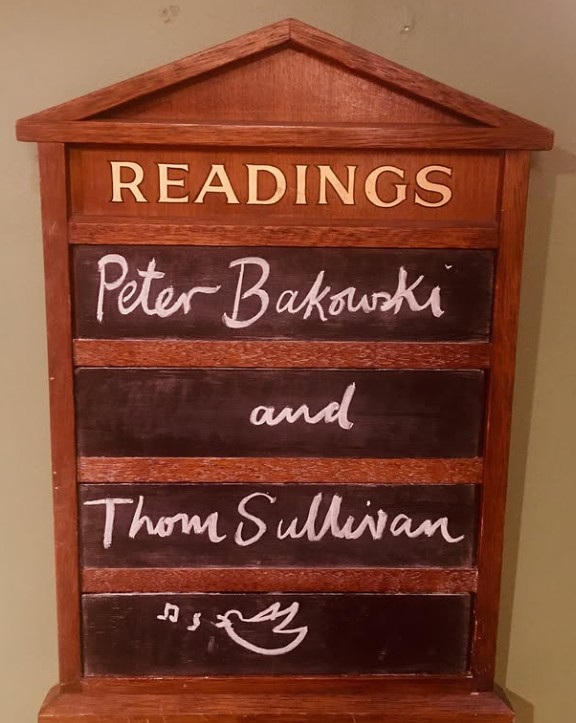 READINGS
Peter Bakowski
and
Thom Sullivan